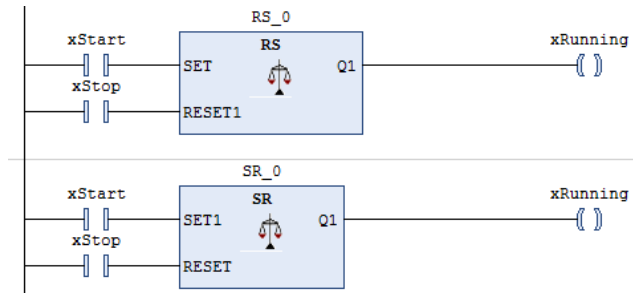 RS_0
xStart RS xRunning
SET Q1
xStop
RESET1
SR_0
xStart SR xRunning
SET1 Q1
xStop
RESET